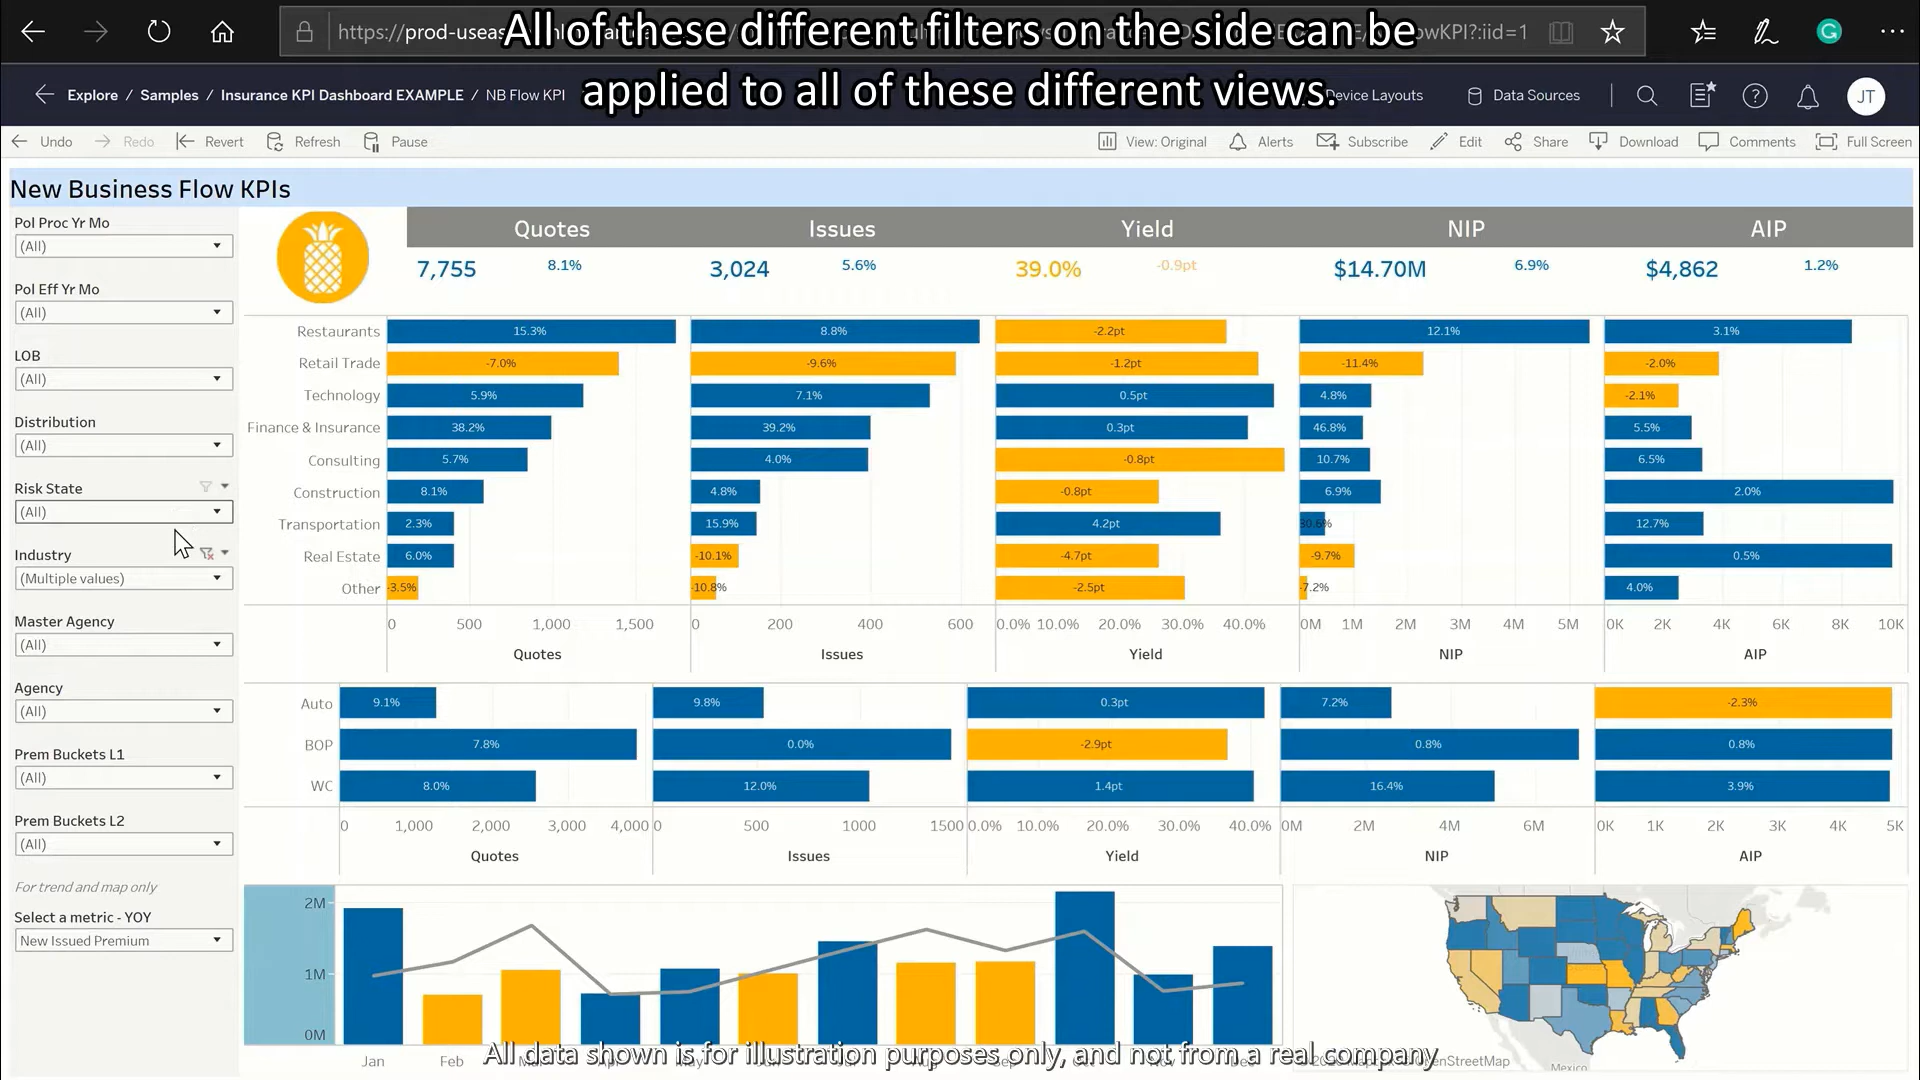 https://prod-useas
owKPI?:iid=1
All of these different filters on the side can be
applied to all of these different views.
Explore / Samples / Insurance KPI Dashboard EXAMPLE / NB Flow KPI
Device Layouts
Data Sources
JT
Undo
Redo
Revert
Refresh
Pause
View: Original
Alerts
Subscribe
Edit
Share
Download
Comments
Full Screen
New Business Flow KPIs
Pol Proc Yr Mo
(All)
Pol Eff Yr Mo
(All)
LOB
(All)
Distribution
(All)
Risk State
(All)
Industry
(Multiple values)
Master Agency
(All)
Agency
(All)
Prem Buckets L1
(All)
Prem Buckets L2
(All)
For trend and map only
Select a metric - YOY
New Issued Premium
Quotes Issues Yield NIP AIP
7,755 8.1% 3,024 5.6% 39.0% -0.9pt $14.70M 6.9% $4,862 1.2%
Restaurants 15.3% 8.8% -2.2pt 12.1% 3.1%
Retail Trade -7.0% -9.6% -1.2pt -11.4% -2.0%
Technology 5.9% 7.1% 0.5pt 4.8% -2.1%
Finance & Insurance 38.2% 39.2% 0.3pt 46.8% 5.5%
Consulting 5.7% 4.0% -0.8pt 10.7% 6.5%
Construction 8.1% 4.8% -0.8pt 6.9% 2.0%
Transportation 2.3% 15.9% 4.2pt 30.6% 12.7%
Real Estate 6.0% -10.1% -4.7pt -9.7% 0.5%
Other -3.5% -10.8% -2.5pt -7.2% 4.0%
0 500 1,000 1,500 0 200 400 600 0.0% 10.0% 20.0% 30.0% 40.0% 0M 1M 2M 3M 4M 5M 0K 2K 4K 6K 8K 10K
Quotes Issues Yield NIP AIP
Auto 9.1% 9.8% 0.3pt 7.2% -2.3%
BOP 7.8% 0.0% -2.9pt 0.8% 0.8%
WC 8.0% 12.0% 1.4pt 16.4% 3.9%
0 1,000 2,000 3,000 4,000 0 500 1000 1500 0.0% 10.0% 20.0% 30.0% 40.0% 0M 2M 4M 6M 0K 1K 2K 3K 4K 5K
Quotes Issues Yield NIP AIP
2M
1M
0M
Jan Feb
OpenStreetMap
Mexico
All data shown is for illustration purposes only, and not from a real company